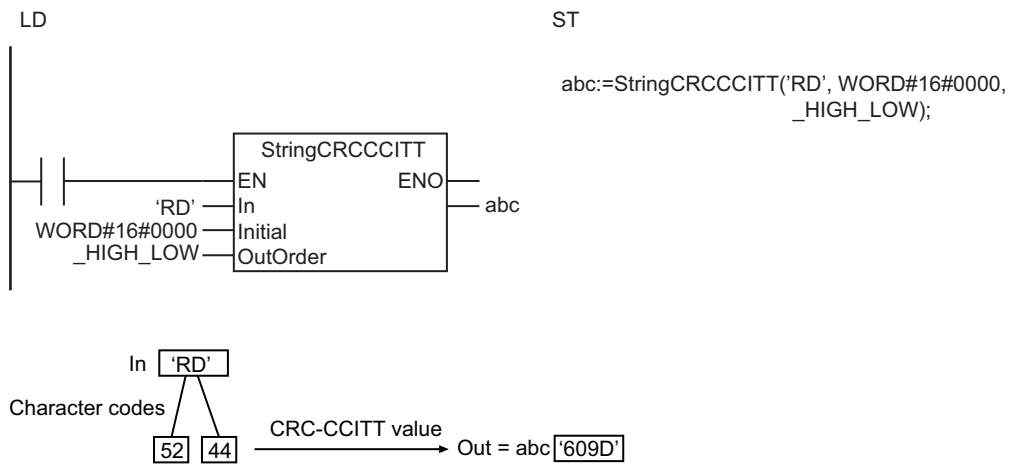 LD
ST
abc:=StringCRCCCITT('RD', WORD#16#0000,
_HIGH_LOW);
StringCRCCCITT
EN ENO
‘RD’ In abc
WORD#16#0000 Initial
_HIGH_LOW OutOrder
In ‘RD’
Character codes
52 44 CRC-CCITT value Out = abc ‘609D’